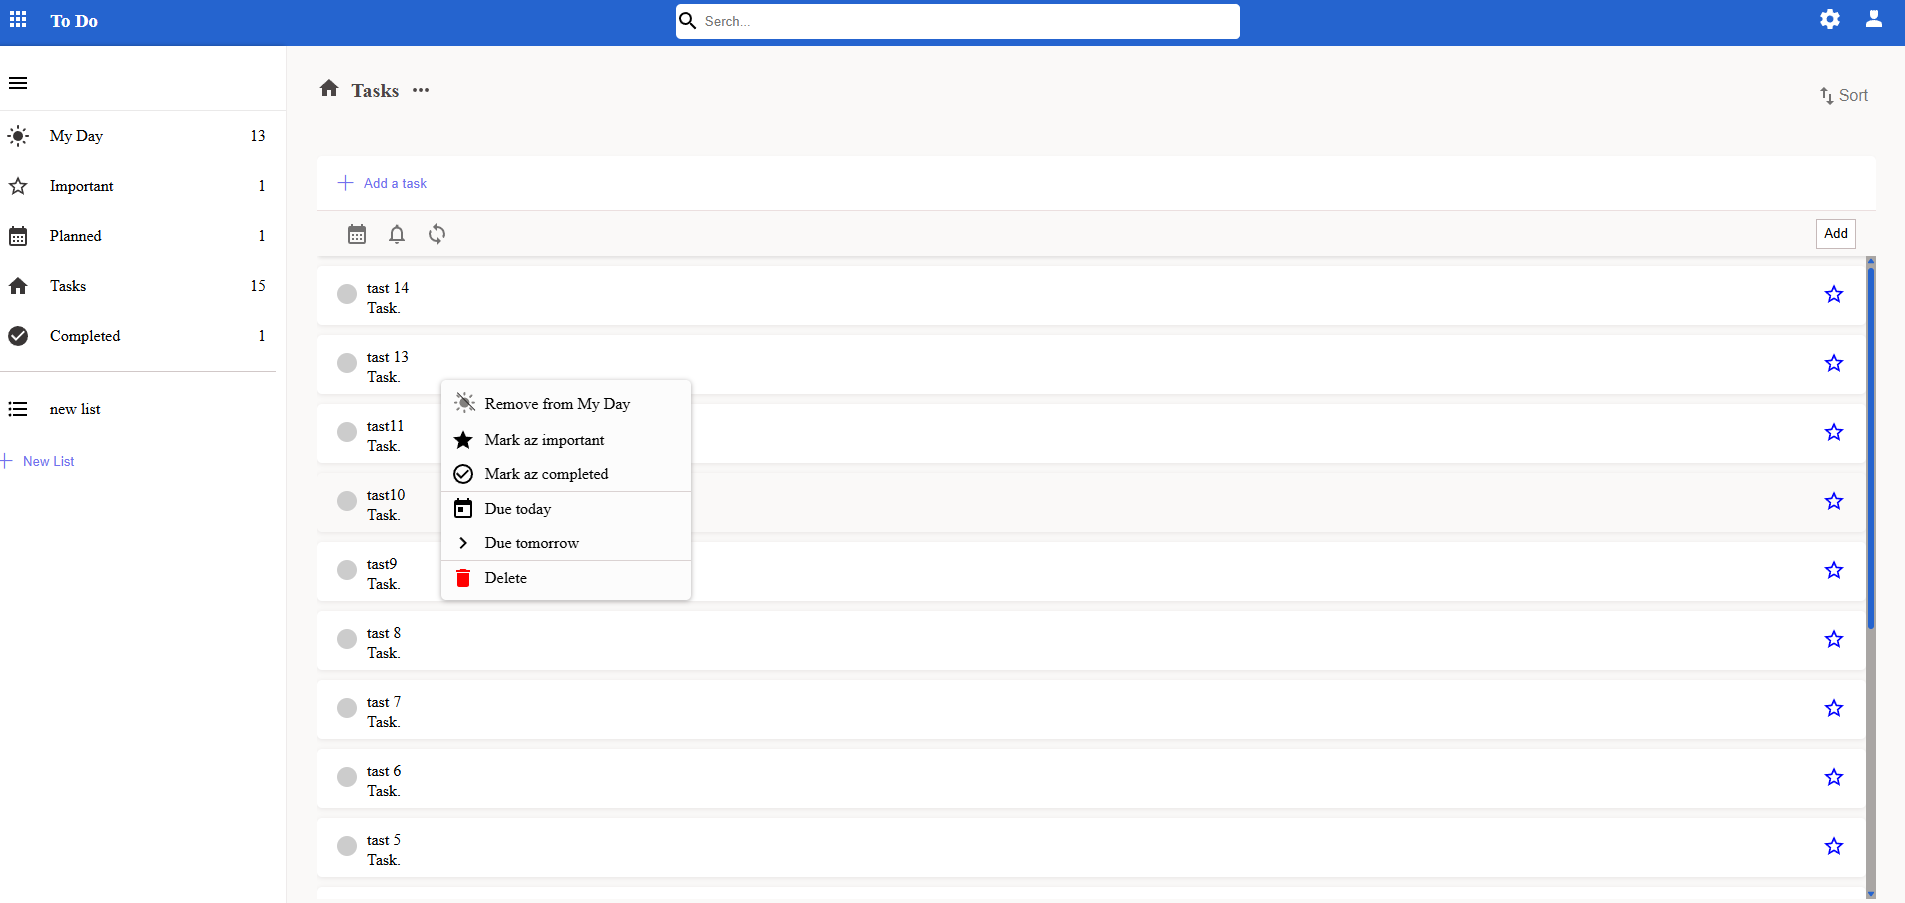 To Do
Serch...
My Day 13
Important 1
Planned 1
Tasks 15
Completed 1
new list
New List
Tasks
Sort
Add a task
Add
tast 14
Task.
tast 13
Task.
tast11
Task.
tast10
Task.
tast9
Task.
tast 8
Task.
tast 7
Task.
tast 6
Task.
tast 5
Task.
Remove from My Day
Mark az important
Mark az completed
Due today
Due tomorrow
Delete